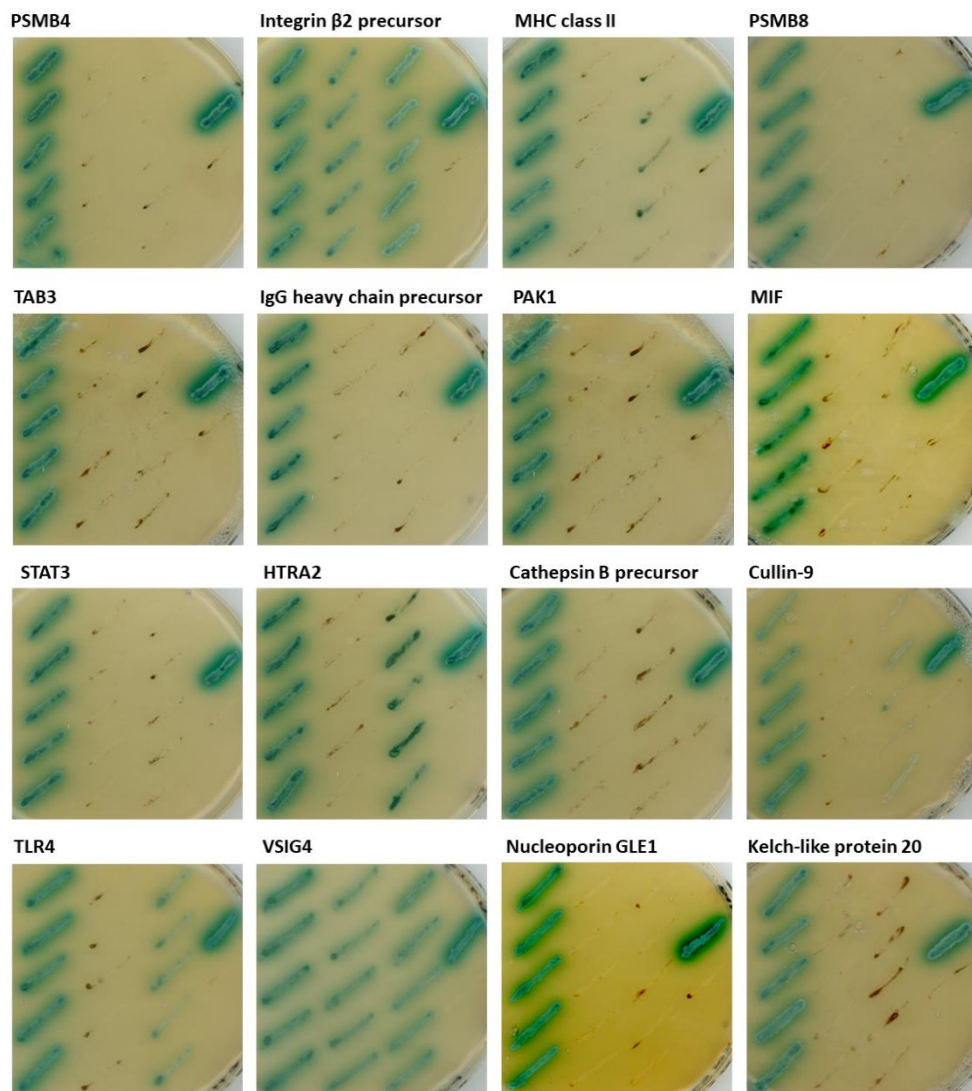 PSMB4 Integrin β2 precursor MHC class II PSMB8
TAB3 IgG heavy chain precursor PAK1 MIF
STAT3 HTRA2 Cathepsin B precursor Cullin-9
TLR4 VSIG4 Nucleoporin GLE1 Kelch-like protein 20